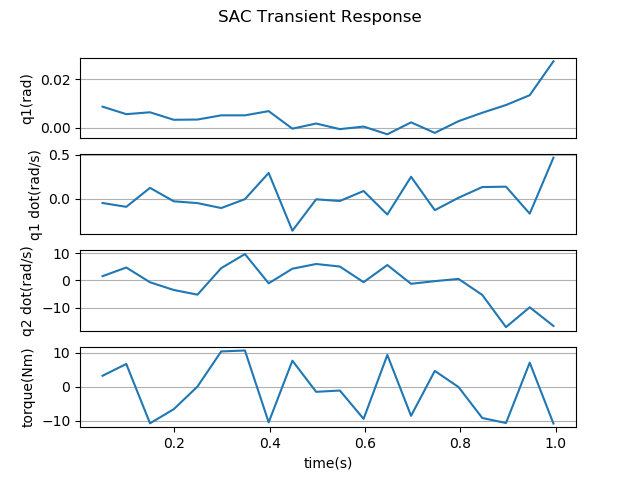 SAC Transient Response
q1(rad)
0.02
0.00
q1 dot(rad/s)
0.5
0.0
q2 dot(rad/s)
10
0
−10
torque(Nm)
10
0
−10
0.2 0.4 0.6 0.8 1.0
time(s)